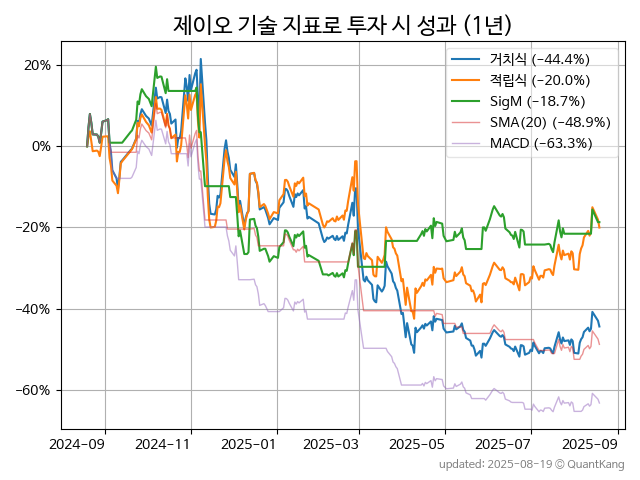 제이오 기술 지표로 투자 시 성과 (1년)
거치식 (−44.4%)
적립식 (−20.0%)
SigM (−18.7%)
SMA(20) (−48.9%)
MACD (−63.3%)
20%
0%
−20%
−40%
−60%
2024-09 2024-11 2025-01 2025-03 2025-05 2025-07 2025-09
updated: 2025-08-19 © QuantKang